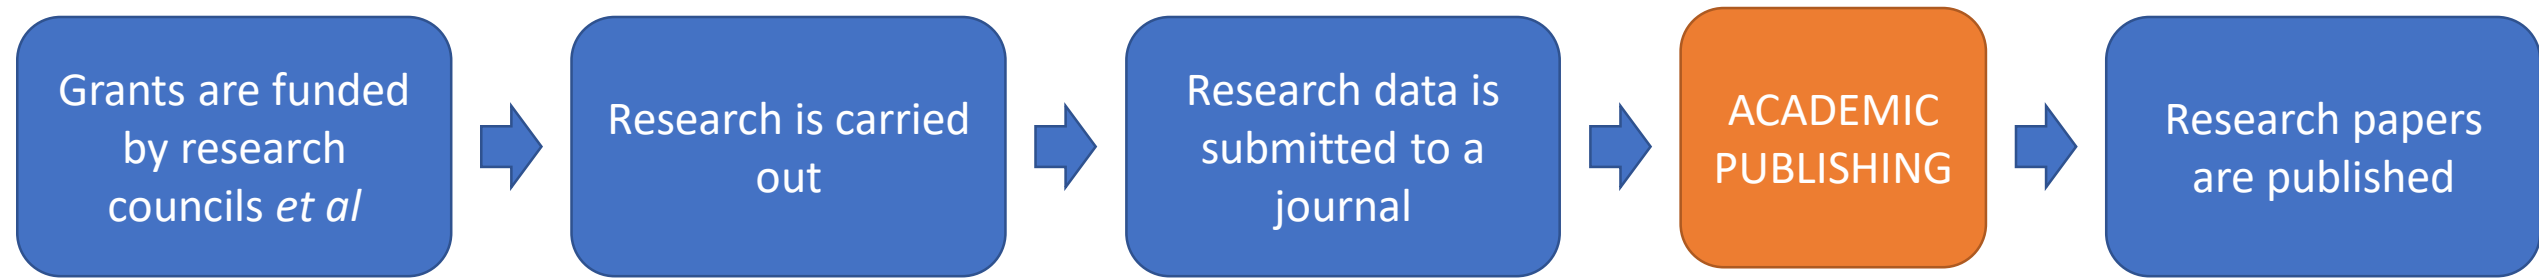 Grants are funded
by research
councils et al
Research is carried
out
Research data is
submitted to a
journal
ACADEMIC
PUBLISHING
Research papers
are published